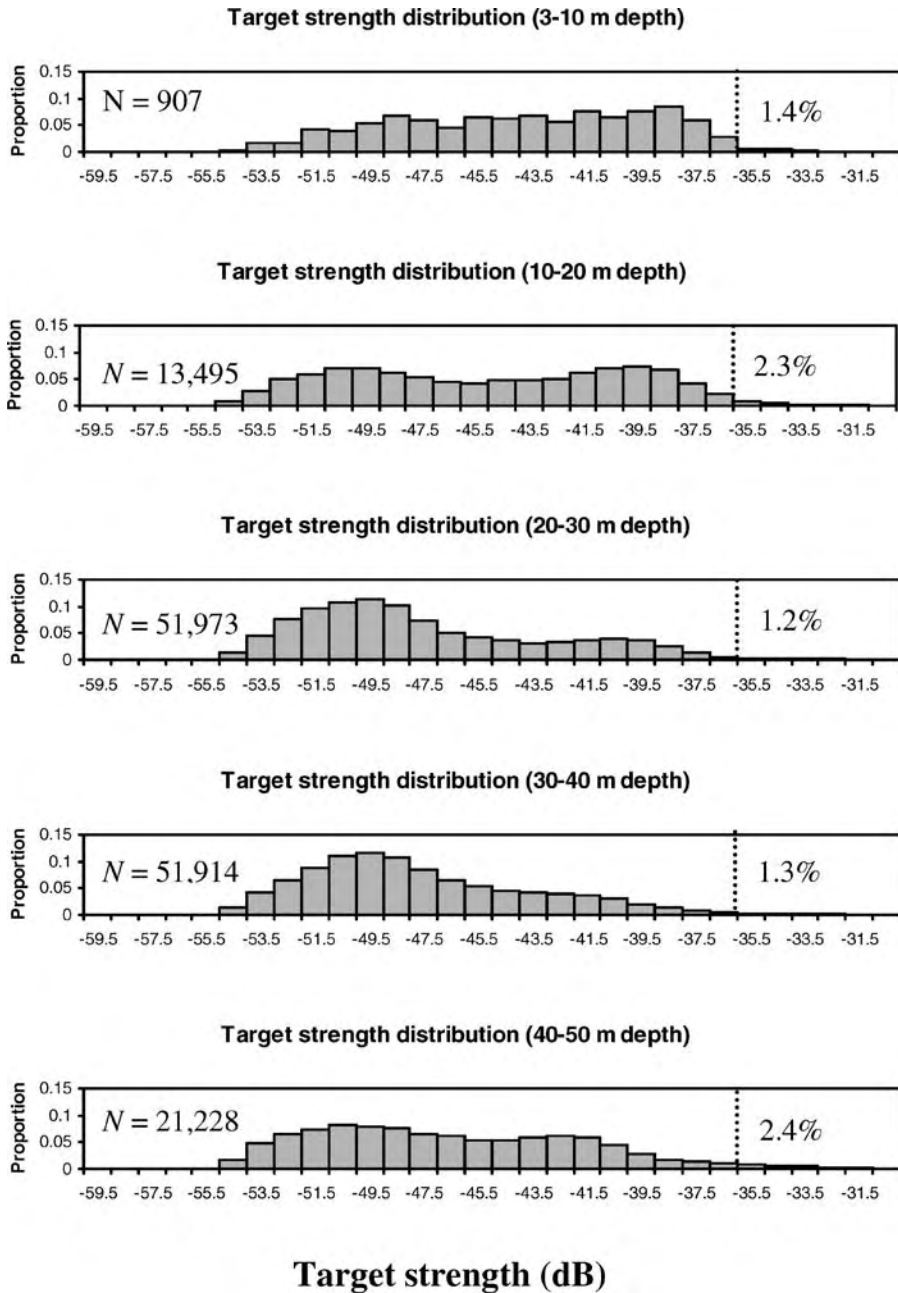 Target strength distribution (3-10 m depth)
Proportion
0.15
0.1
0.05
0
N = 907
1.4%
-59.5 -57.5 -55.5 -53.5 -51.5 -49.5 -47.5 -45.5 -43.5 -41.5 -39.5 -37.5 -35.5 -33.5 -31.5
Target strength distribution (10-20 m depth)
Proportion
0.15
0.1
0.05
0
N = 13,495
2.3%
-59.5 -57.5 -55.5 -53.5 -51.5 -49.5 -47.5 -45.5 -43.5 -41.5 -39.5 -37.5 -35.5 -33.5 -31.5
Target strength distribution (20-30 m depth)
Proportion
0.15
0.1
0.05
0
N = 51,973
1.2%
-59.5 -57.5 -55.5 -53.5 -51.5 -49.5 -47.5 -45.5 -43.5 -41.5 -39.5 -37.5 -35.5 -33.5 -31.5
Target strength distribution (30-40 m depth)
Proportion
0.15
0.1
0.05
0
N = 51,914
1.3%
-59.5 -57.5 -55.5 -53.5 -51.5 -49.5 -47.5 -45.5 -43.5 -41.5 -39.5 -37.5 -35.5 -33.5 -31.5
Target strength distribution (40-50 m depth)
Proportion
0.15
0.1
0.05
0
N = 21,228
2.4%
-59.5 -57.5 -55.5 -53.5 -51.5 -49.5 -47.5 -45.5 -43.5 -41.5 -39.5 -37.5 -35.5 -33.5 -31.5
Target strength (dB)